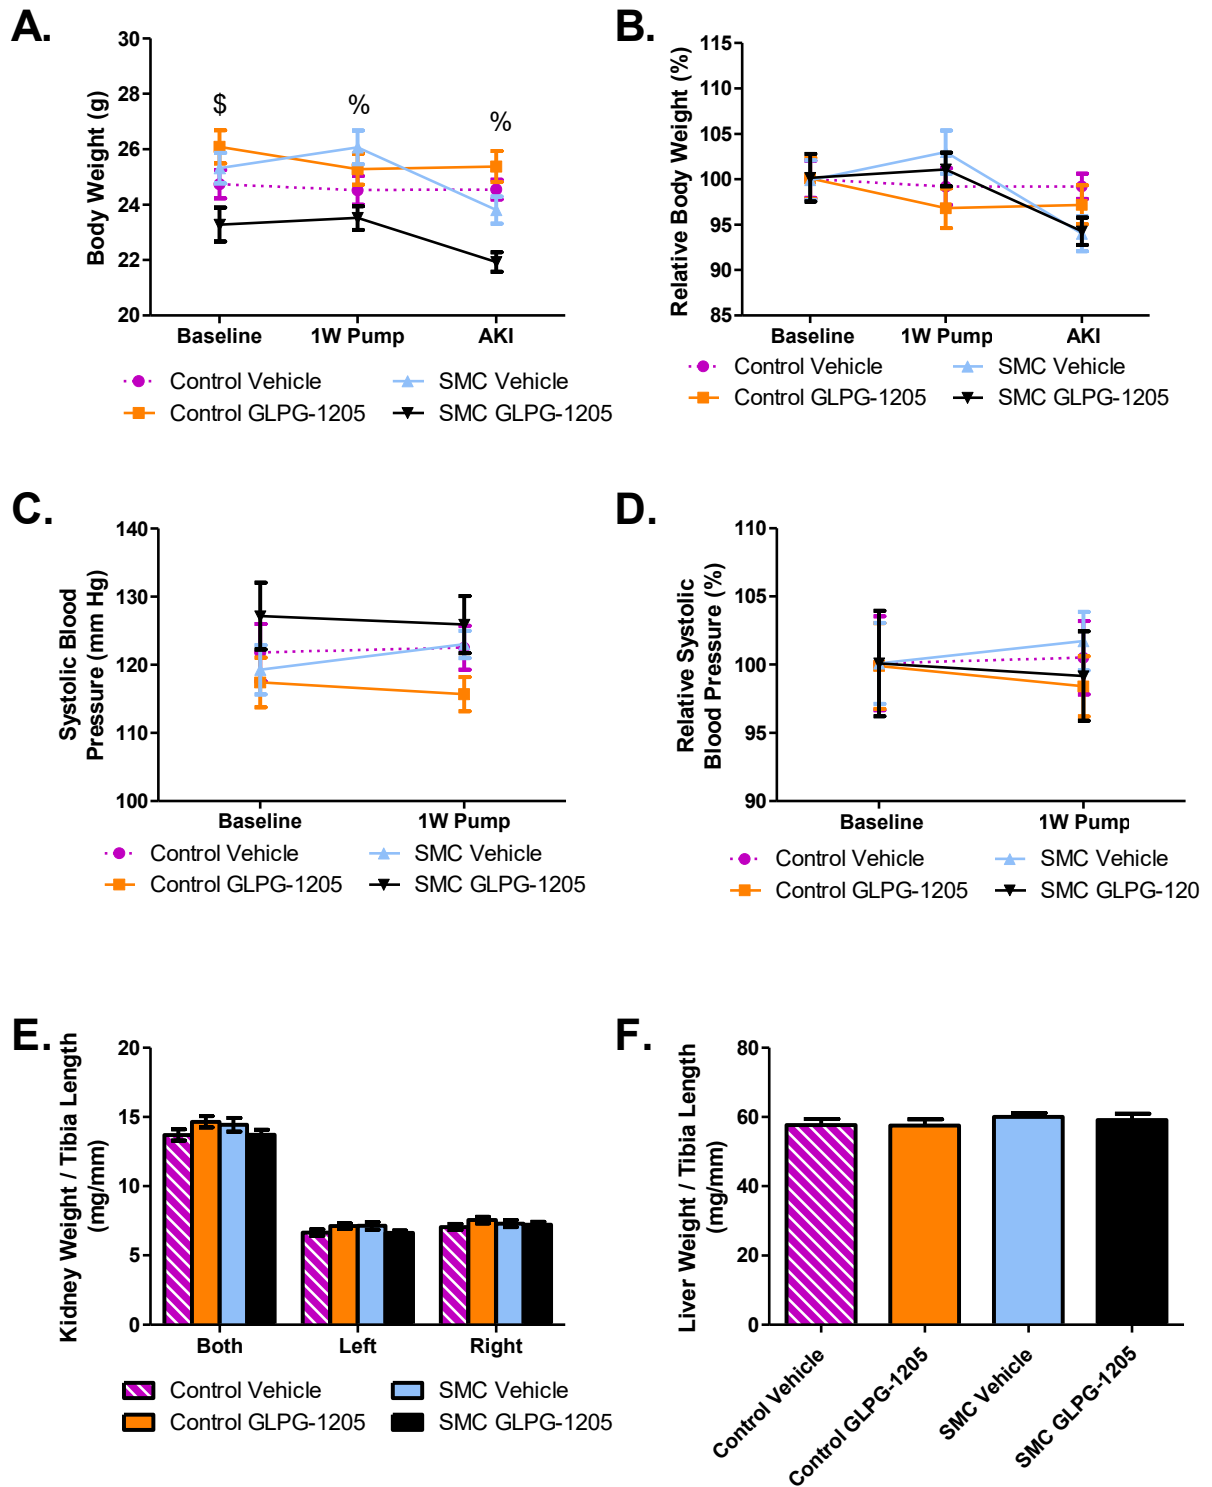 A.
Body Weight (g)
30
28
26
24
22
20
$
%
%
Baseline
1W Pump
AKI
Control Vehicle
SMC Vehicle
Control GLPG-1205
SMC GLPG-1205
B.
Relative Body Weight (%)
115
110
105
100
95
90
85
Baseline
1W Pump
AKI
Control Vehicle
SMC Vehicle
Control GLPG-1205
SMC GLPG-1205
C.
Systolic Blood
Pressure (mm Hg)
140
130
120
110
100
Baseline
1W Pump
Control Vehicle
SMC Vehicle
Control GLPG-1205
SMC GLPG-1205
D.
Relative Systolic
Blood Pressure (%)
110
105
100
95
90
Baseline
1W Pump
Control Vehicle
SMC Vehicle
Control GLPG-1205
SMC GLPG-120
E.
Kidney Weight / Tibia Length
(mg/mm)
20
15
10
5
0
Both
Left
Right
Control Vehicle
SMC Vehicle
Control GLPG-1205
SMC GLPG-1205
F.
Liver Weight / Tibia Length
(mg/mm)
80
60
40
20
0
Control Vehicle
Control GLPG-1205
SMC Vehicle
SMC GLPG-1205